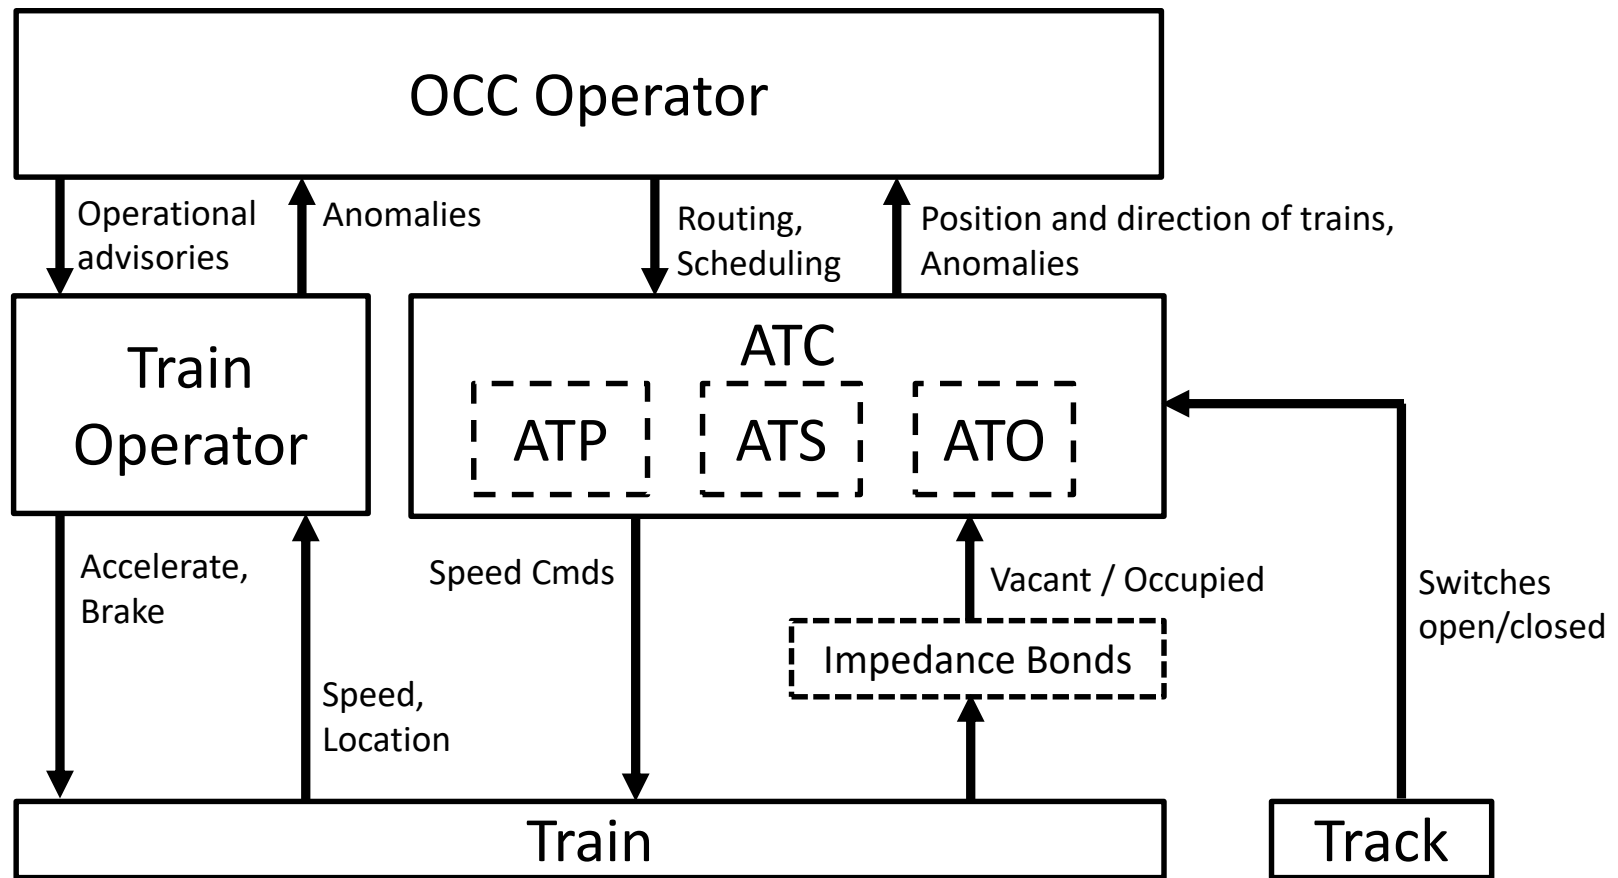 OCC Operator
Operational
advisories
Anomalies
Routing,
Scheduling
Position and direction of trains,
Anomalies
Train
Operator
ATC
ATP
ATS
ATO
Accelerate,
Brake
Speed,
Location
Speed Cmds
Vacant / Occupied
Impedance Bonds
Switches
open/closed
Train
Track